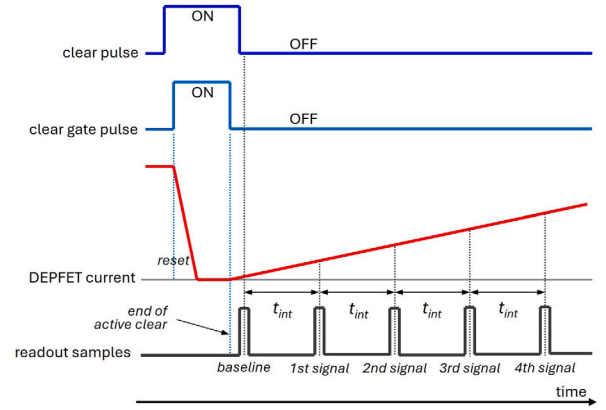 ON
clear pulse
OFF
ON
clear gate pulse
OFF
reset
DEPFET current
t_int
t_int
t_int
t_int
end of
active clear
readout samples
baseline
1st signal
2nd signal
3rd signal
4th signal
time